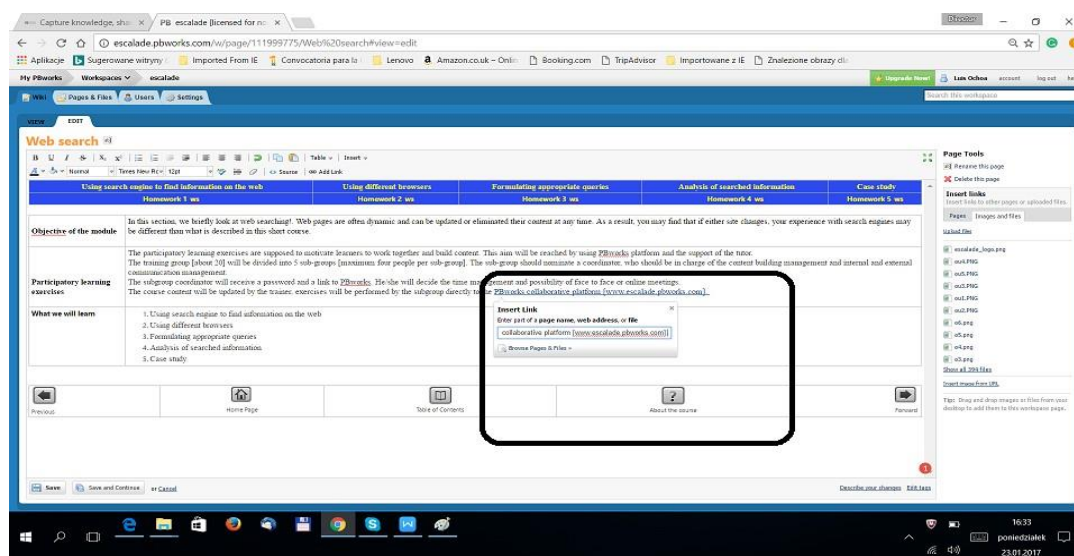 Capture knowledge, sha
PB escalade [licensed for no
escalade.pbworks.com/w/page/111999775/Web%20search#view=edit
Aplikacje Sugerowane witryny Imported From IE Convocatoria para la Lenovo Amazon.co.uk – Onlin Booking.com TripAdvisor Importowane z IE Znalezione obrazy dla
My PBworks Workspaces escalade
Upgrade Now! Luis Ochoa account log out he
Wiki Pages & Files Users Settings
Search this workspace
VIEW EDIT
Web search
B U I S X, x Table Insert
A Normal Times New Ro 12pt Source Add Link
Using search engine to find information on the web Using different browsers Formulating appropriate queries Analysis of searched information Case study
Homework 1 ws Homework 2 ws Homework 3 ws Homework 4 ws Homework 5 ws
Objective of the module
In this section, we briefly look at web searching!. Web pages are often dynamic and can be updated or eliminated their content at any time. As a result, you may find that if either site changes, your experience with search engines may
be different than what is described in this short course.
Participatory learning exercises
The participatory learning exercises are supposed to motivate learners to work together and build content. This aim will be reached by using PBworks platform and the support of the tutor.
The training group [about 20] will be divided into 5 sub-groups [maximum four people per sub-group]. The sub-group should nominate a coordinator, who should be in charge of the content building management and internal and external
communication management.
The subgroup coordinator will receive a password and a link to PBworks. He/she will decide the time management and possibility of face to face or online meetings.
The course content will be updated by the trainer, exercises will be performed by the subgroup directly to the PBworks collaborative platform [www.escalade.pbworks.com].
What we will learn
1. Using search engine to find information on the web
2. Using different browsers
3. Formulating appropriate queries
4. Analysis of searched information
5. Case study
Insert Link
Enter part of a page name, web address, or file
collaborative platform [www.escalade.pbworks.com]
Browse Pages & Files
Previous Home Page Table of Contents About the course Forward
Save Save and Continue or Cancel
Describe your changes Edit tags
1
Page Tools
Rename this page
Delete this page
Insert links
Insert links to other pages or uploaded files.
Pages Images and files
Upload files
escalade_logo.png
ou4.PNG
ou5.PNG
ou3.PNG
ou1.PNG
ou2.PNG
o6.png
o5.png
o4.png
o3.png
Show all 394 files
Insert image from URL
Tip: Drag and drop images or files from your
desktop to add them to this workspace page.
16:33
poniedziałek
23.01.2017